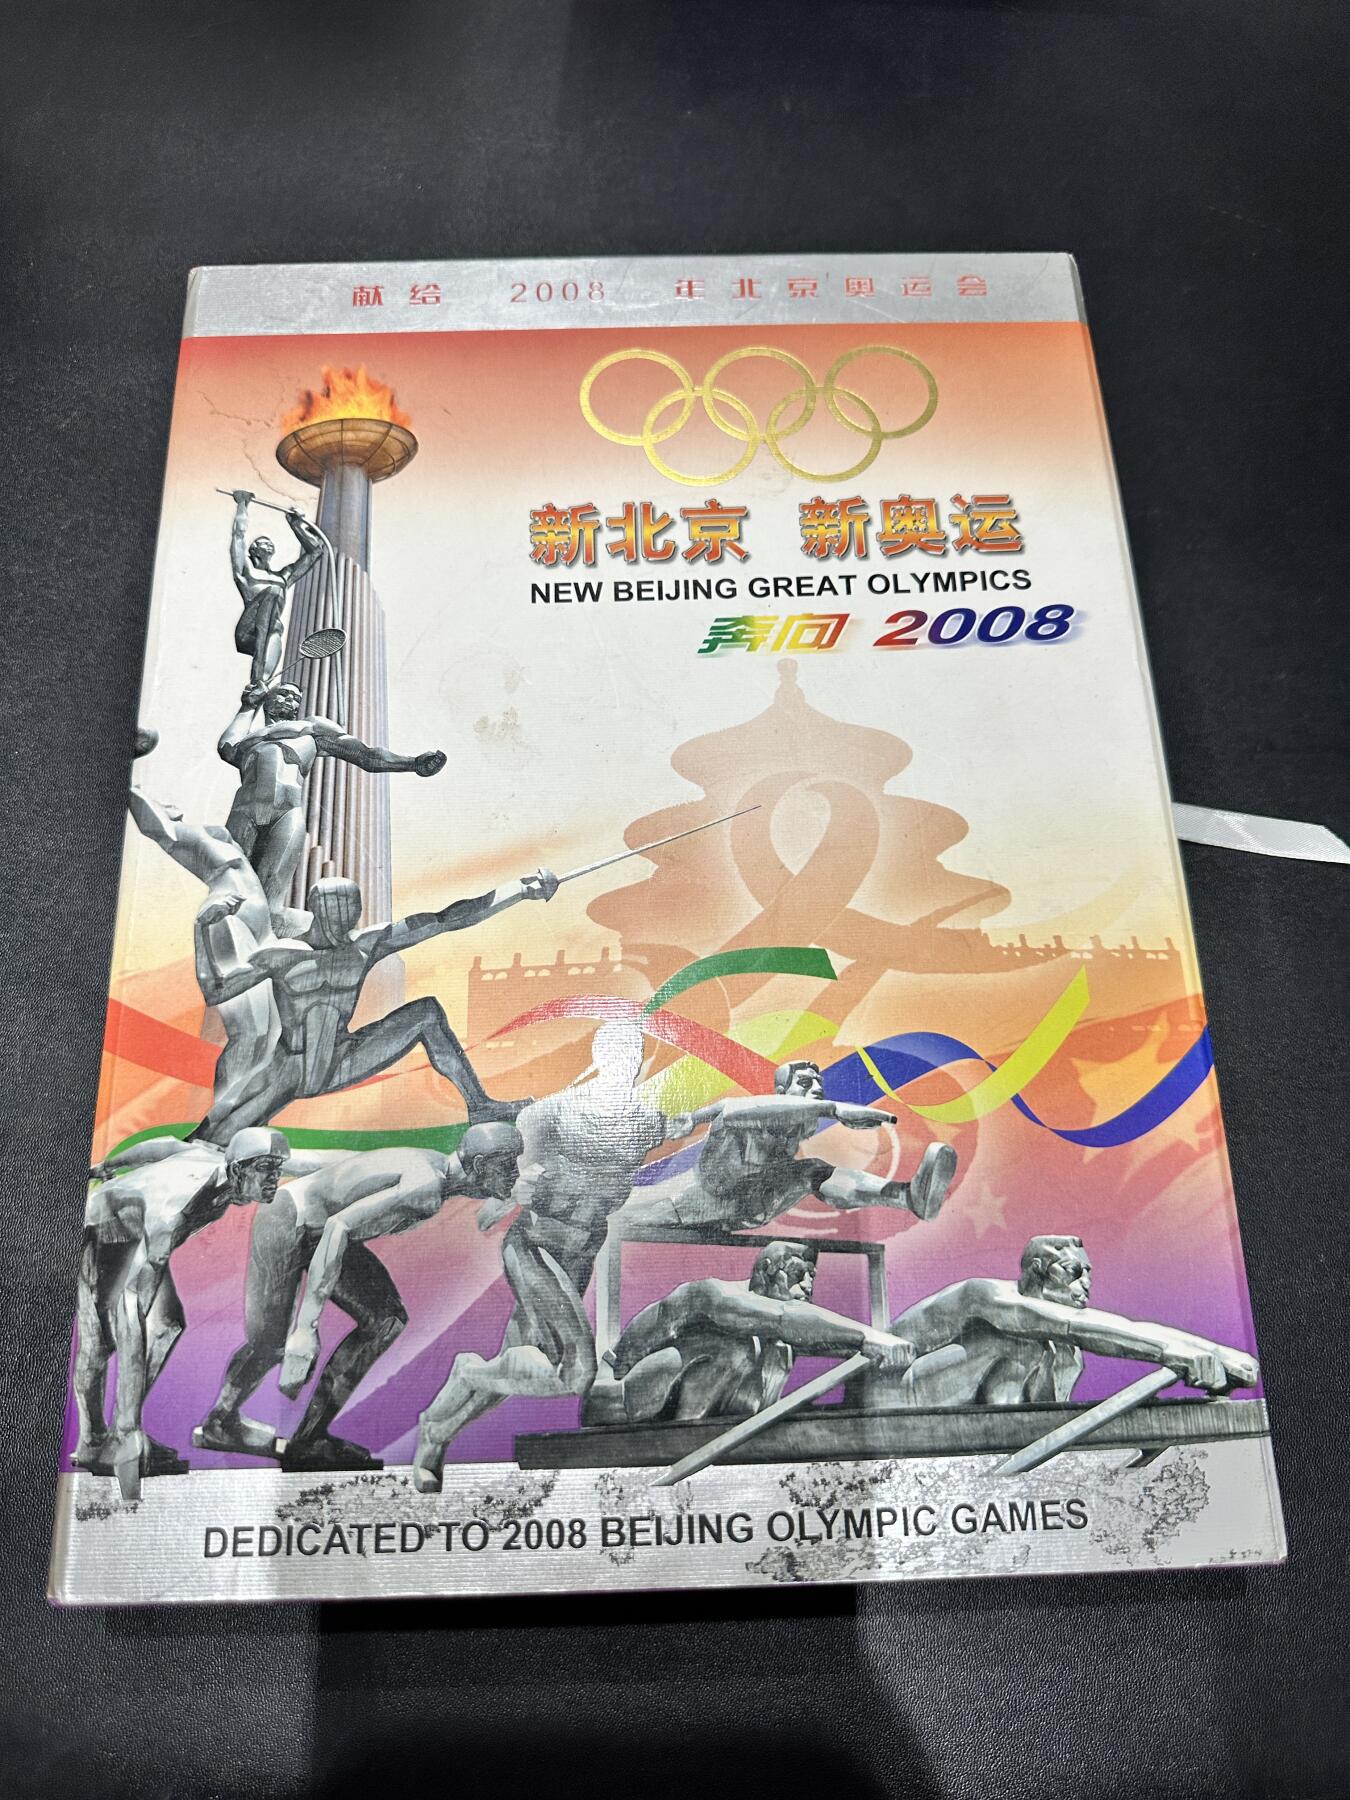 献给 2008 年北京奥运会
新北京 新奥运
NEW BEIJING GREAT OLYMPICS
奔向 2008
DEDICATED TO 2008 BEIJING OLYMPIC GAMES